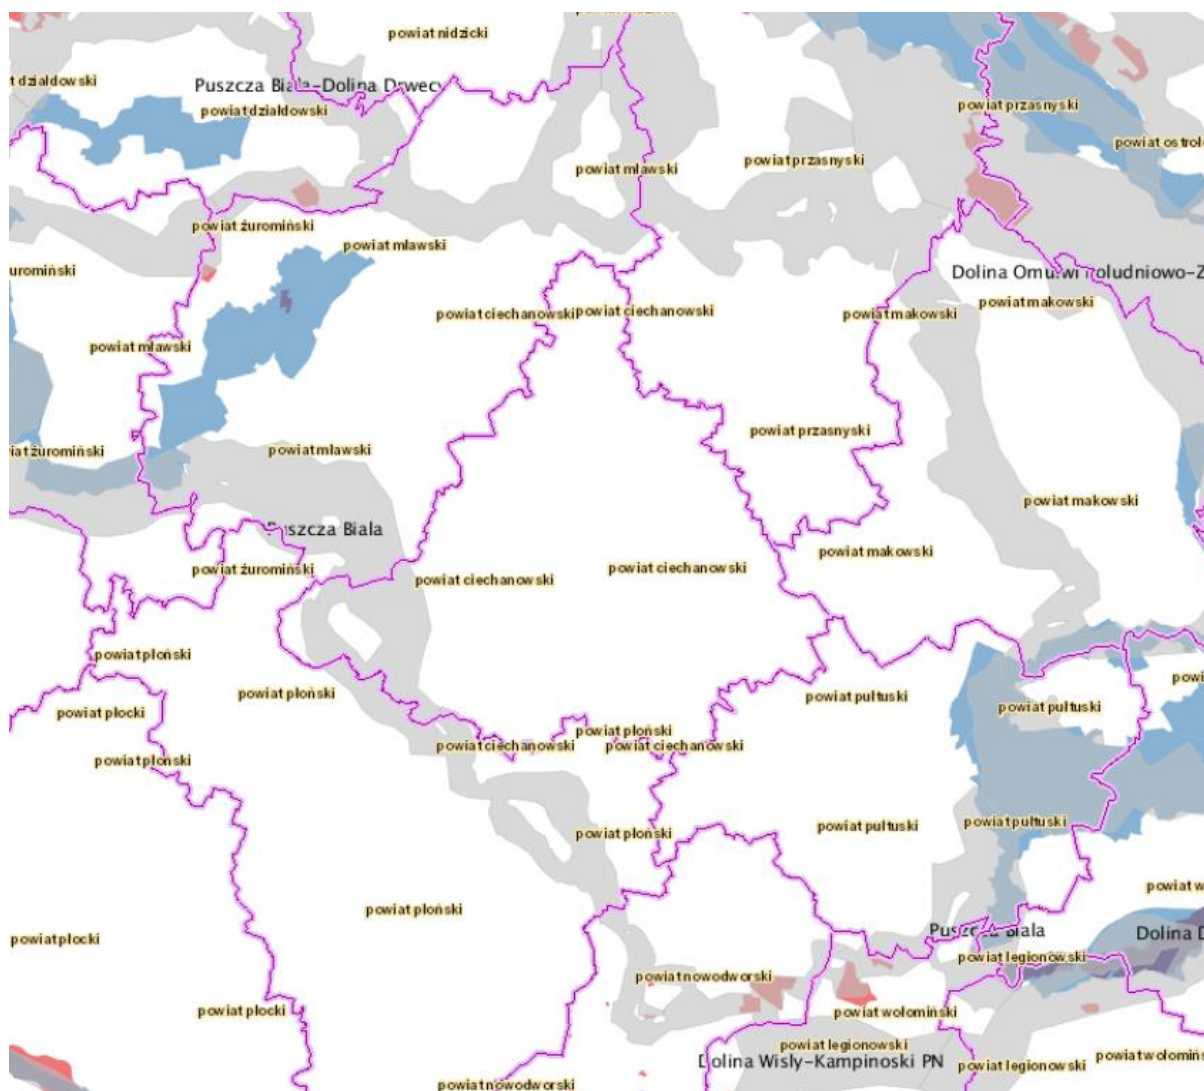 powiat nidzicki
t działdowski
Puszcza Biała-Dolina Drwęcy
powiat działdowski
powiat przasnyski
powiat ostroł
powiat mławski
powiat przasnyski
powiat żuromiński
powiat mławski
uromiński
Dolina Omulwi
powiat makowski
powiat ciechanowski
powiat ciechanowski
powiat makowski
powiat mławski
powiat przasnyski
powiat mławski
iat żuromiński
powiat makowski
Puszcza Biała
powiat makowski
powiat żuromiński
powiat ciechanowski
powiat ciechanowski
powiat płoński
powi
powiat płoński
powiat pułtuski
powiat płocki
powiat pułtuski
powiat płoński
powiat ciechanowski
powiat ciechanowski
powiat płoński
powiat pułtuski
powiat pułtuski
powiat płoński
powiat w
powiat płoński
powiat płocki
Puszcza Biała
Dolina D
powiat legionowski
powiat nowodworski
powiat płocki
powiat wołomiński
powiat legionowski
powiat wołomińs
Dolina Wisły-Kampinoski PN
powiat legionowski
powiat nowodworski